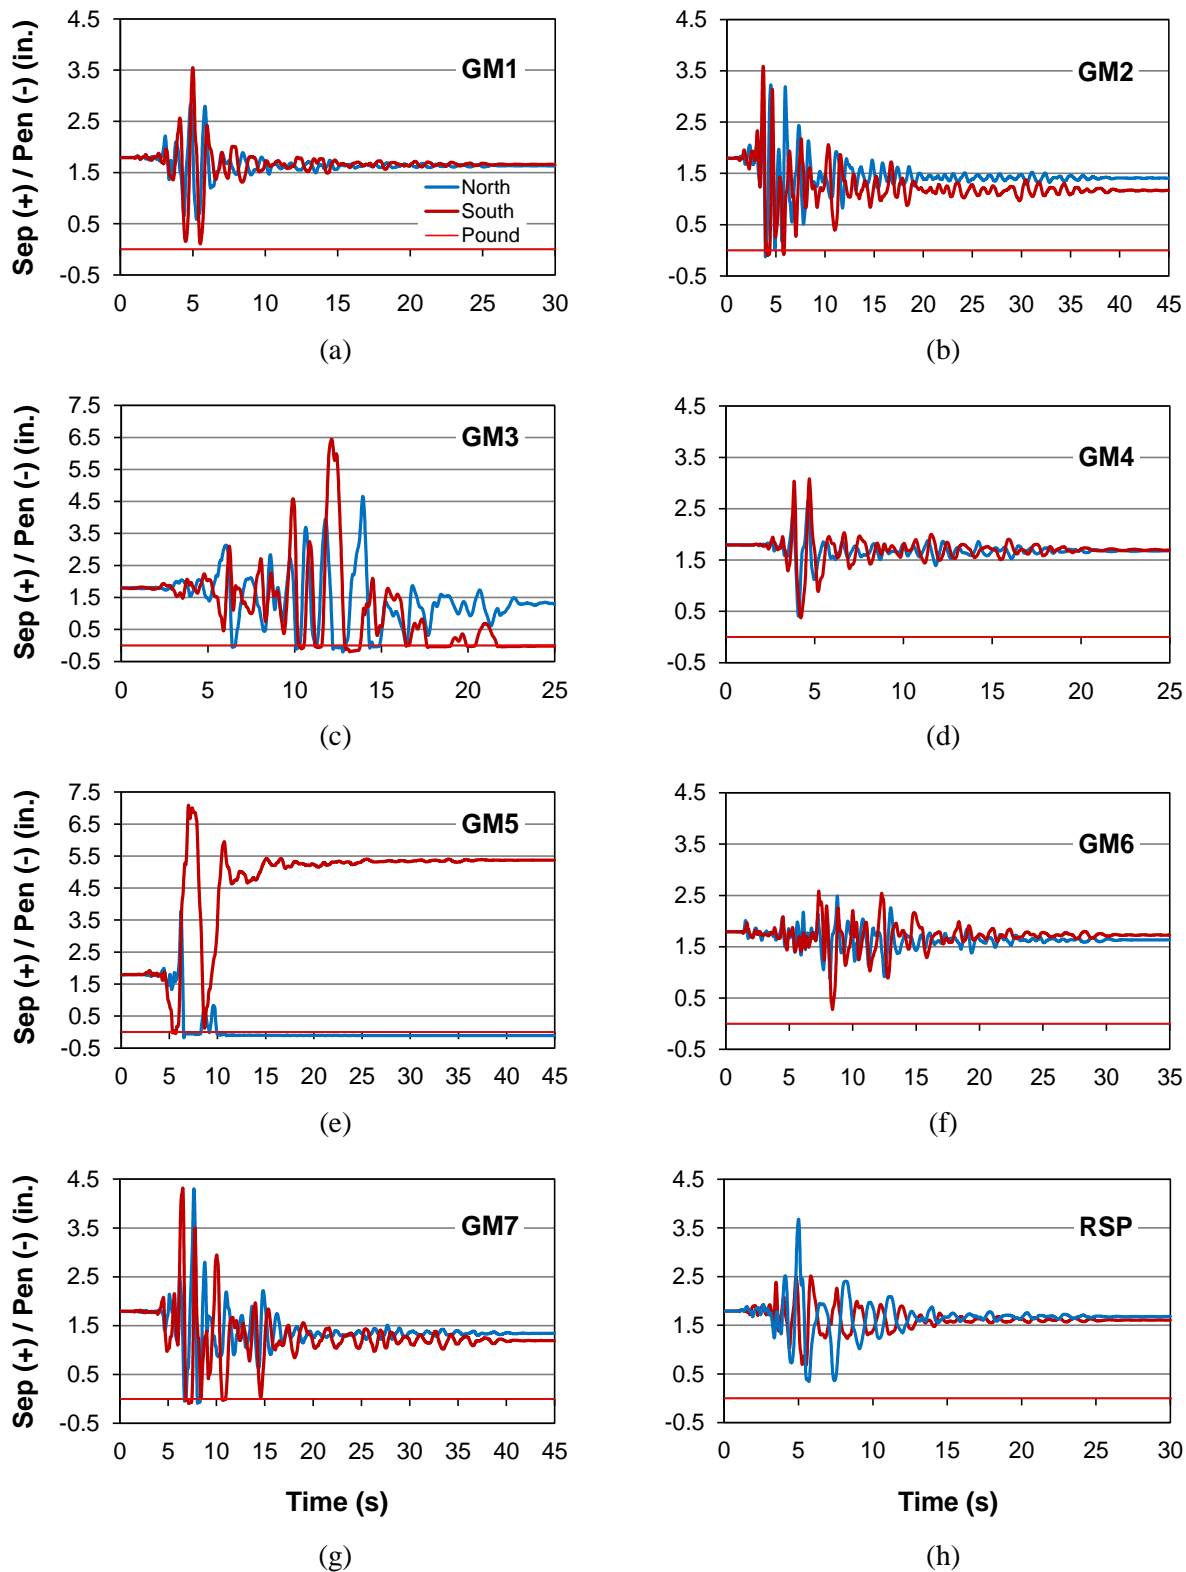 Sep (+) / Pen (-) (in.)
4.5
3.5
2.5
1.5
0.5
-0.5
GM1
North
South
Pound
0 5 10 15 20 25 30
(a)
4.5
3.5
2.5
1.5
0.5
-0.5
GM2
0 5 10 15 20 25 30 35 40 45
(b)
Sep (+) / Pen (-) (in.)
7.5
6.5
5.5
4.5
3.5
2.5
1.5
0.5
-0.5
GM3
0 5 10 15 20 25
(c)
4.5
3.5
2.5
1.5
0.5
-0.5
GM4
0 5 10 15 20 25
(d)
Sep (+) / Pen (-) (in.)
7.5
6.5
5.5
4.5
3.5
2.5
1.5
0.5
-0.5
GM5
0 5 10 15 20 25 30 35 40 45
(e)
4.5
3.5
2.5
1.5
0.5
-0.5
GM6
0 5 10 15 20 25 30 35
(f)
Sep (+) / Pen (-) (in.)
4.5
3.5
2.5
1.5
0.5
-0.5
GM7
0 5 10 15 20 25 30 35 40 45
Time (s)
(g)
4.5
3.5
2.5
1.5
0.5
-0.5
RSP
0 5 10 15 20 25 30
Time (s)
(h)